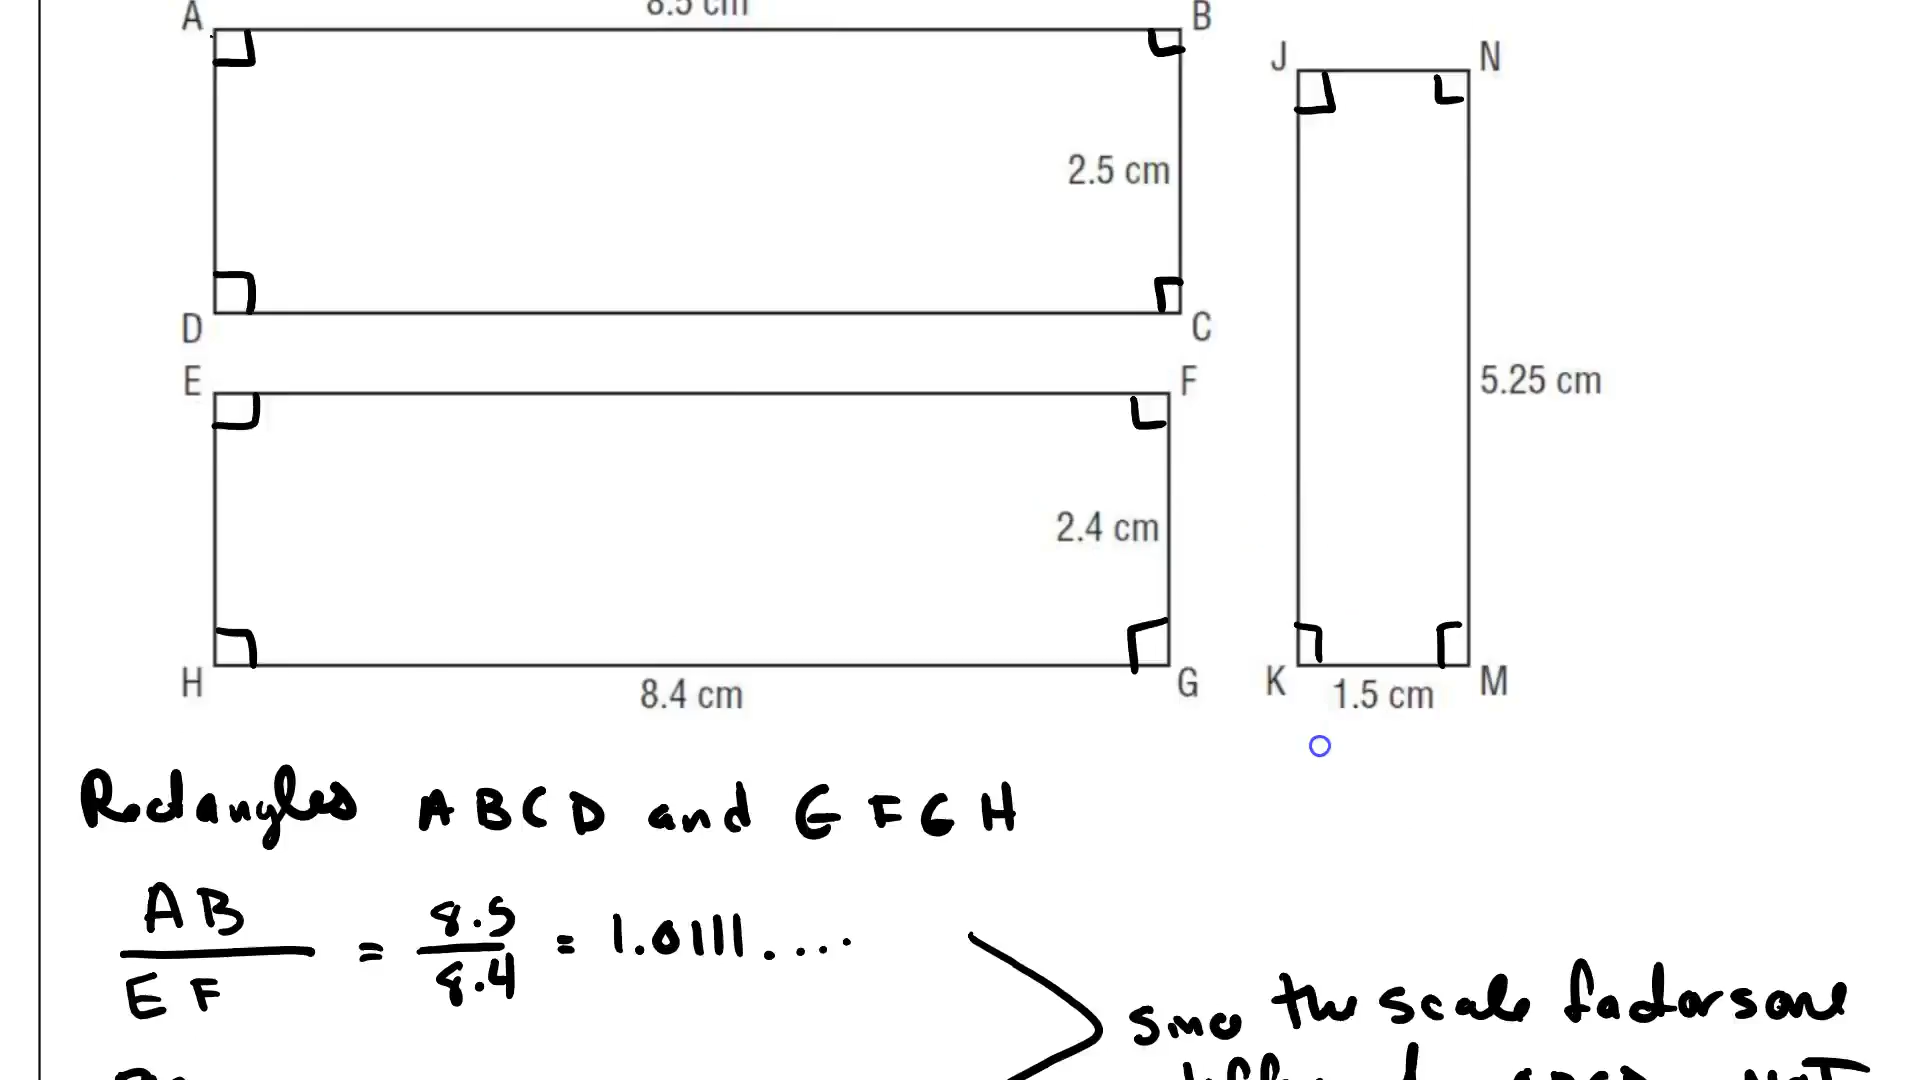 A 8.5 cm B
J N
2.5 cm
D C
E F
5.25 cm
2.4 cm
H G K M
8.4 cm 1.5 cm
Rectangles ABCD and EFGH
AB / EF = 8.5 / 8.4 = 1.0111....
Since the scale factors are
NOT